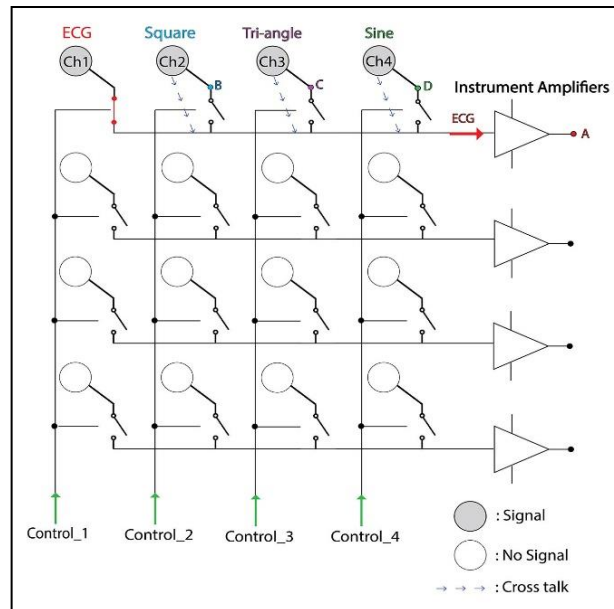 ECG Square Tri-angle Sine
Ch1 Ch2 Ch3 Ch4
B C D Instrument Amplifiers
ECG A
Control_1 Control_2 Control_3 Control_4
: Signal
: No Signal
: Cross talk